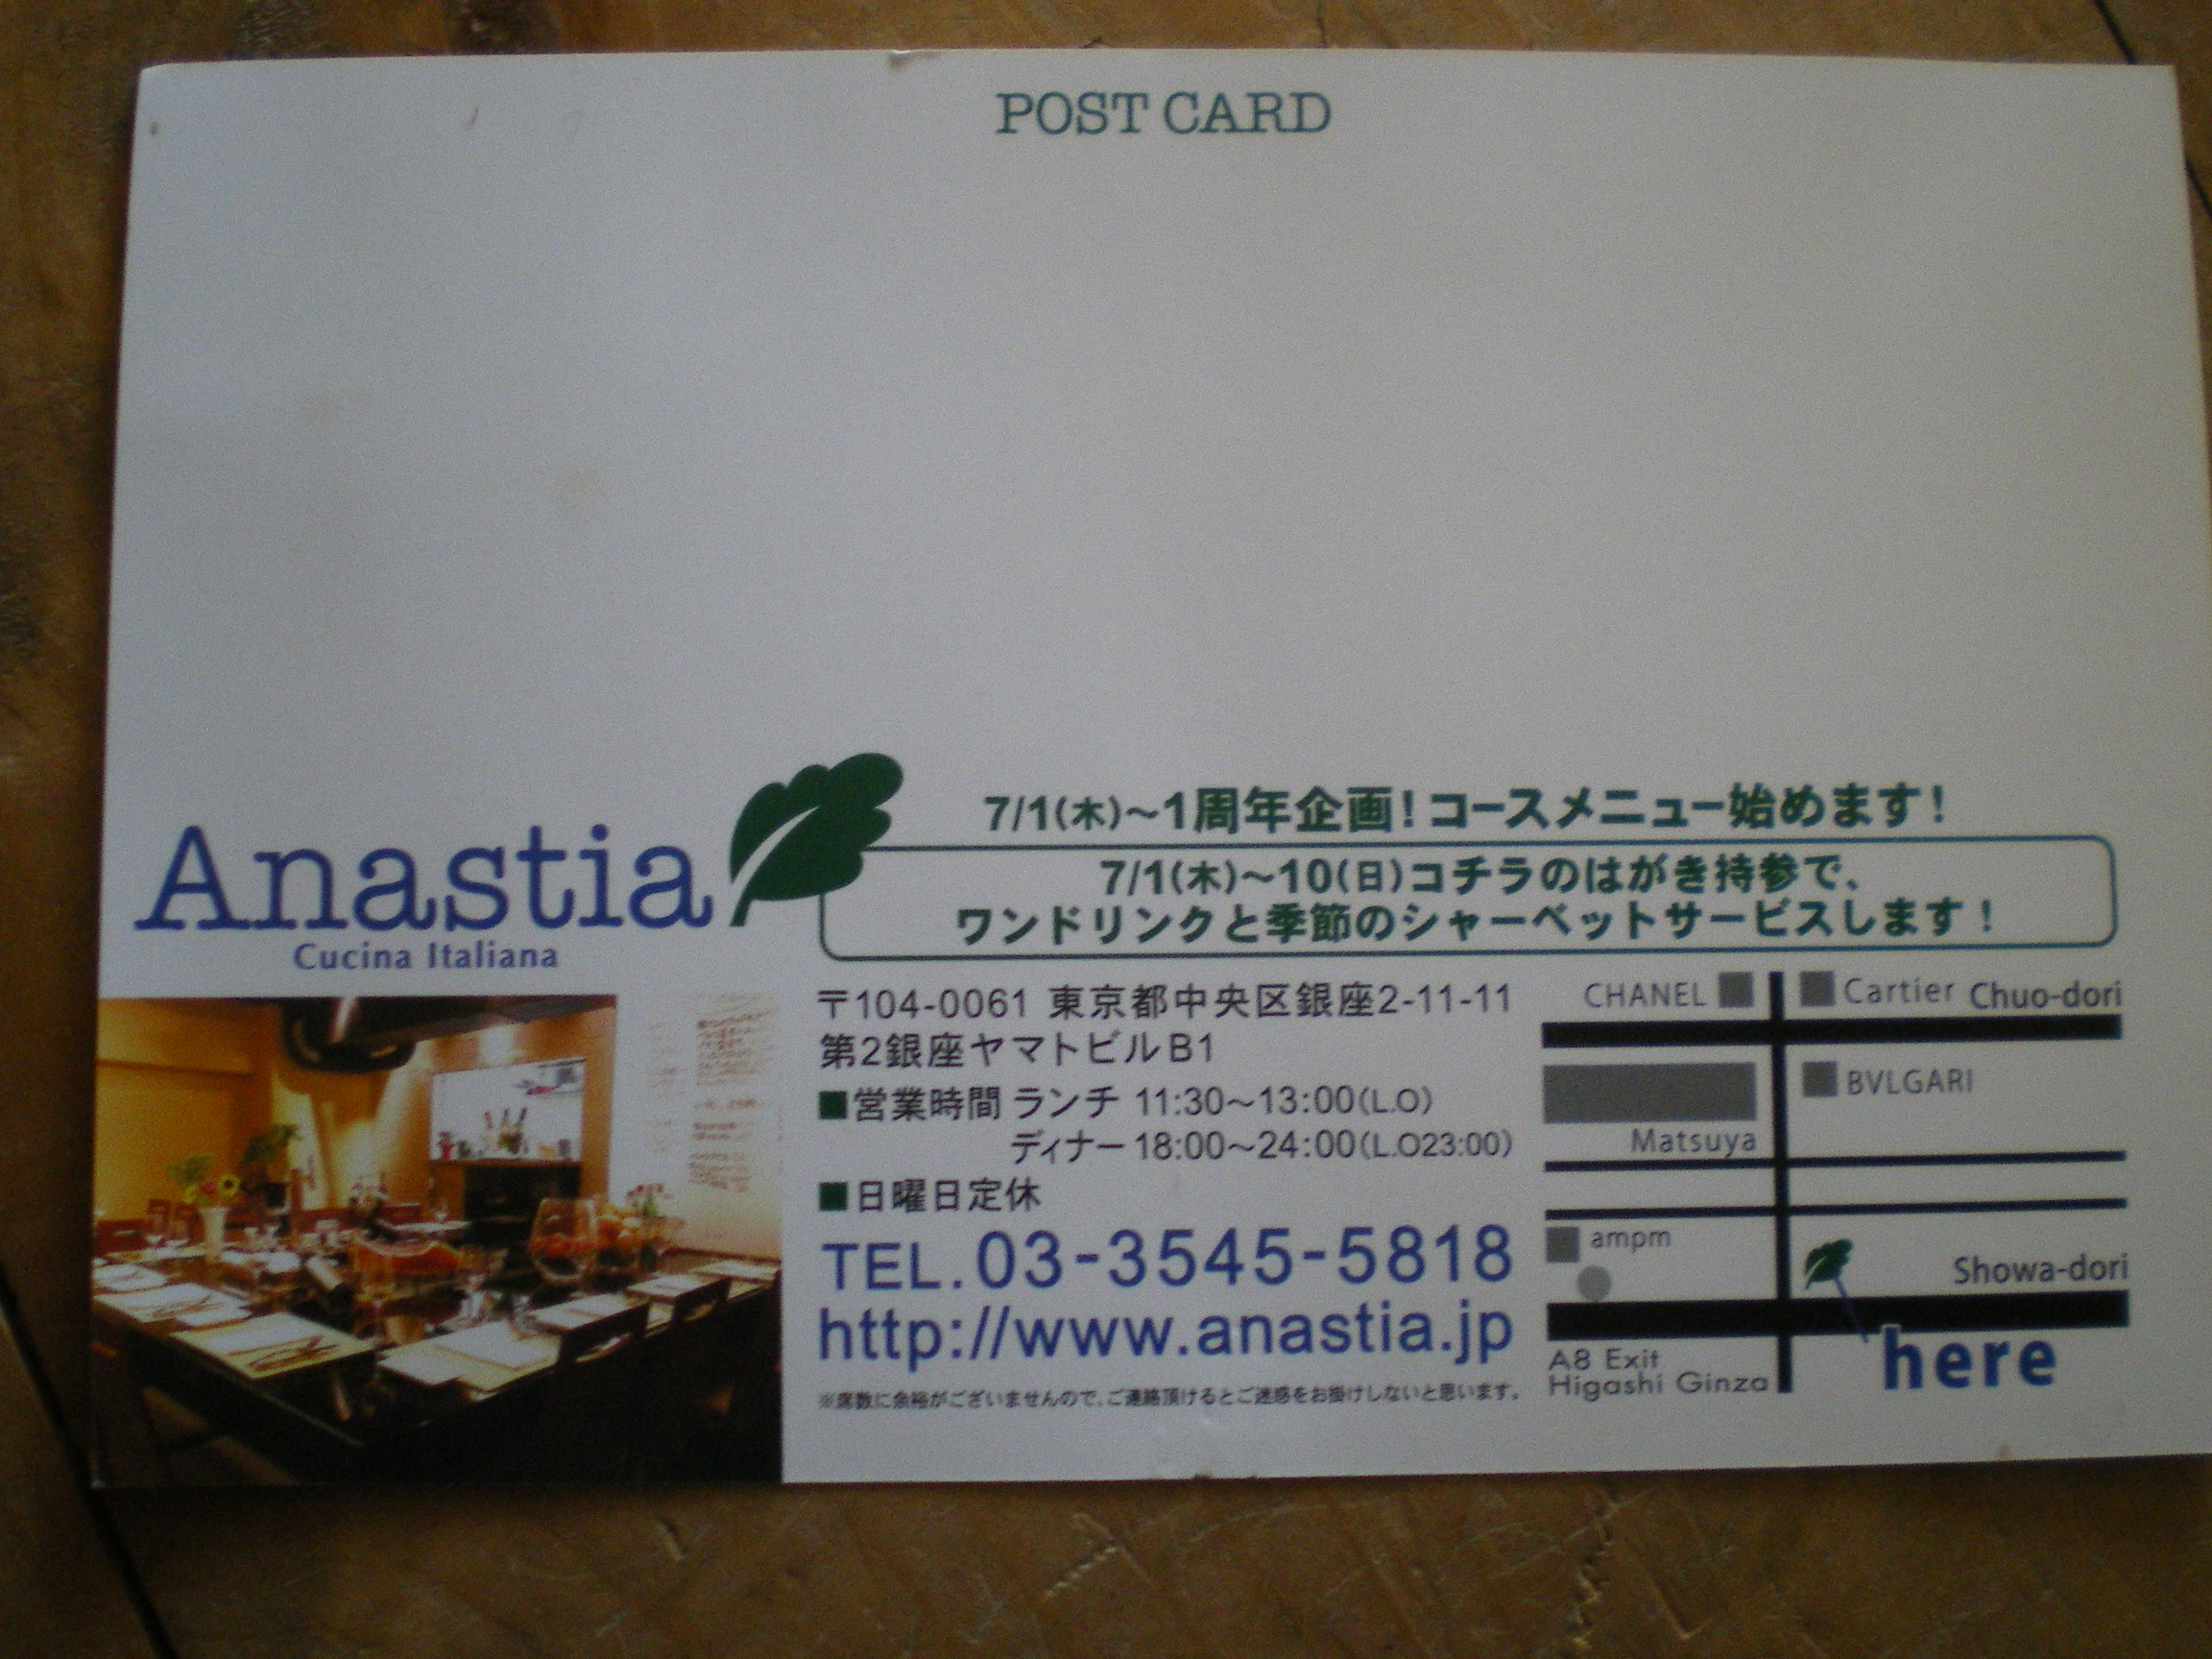 POST CARD
Anastia
Cucina Italiana
7/1(木)～1周年企画!コースメニュー始めます!
7/1(木)～10(日)コチラのはがき持参で、
ワンドリンクと季節のシャーベットサービスします!
〒104-0061 東京都中央区銀座2-11-11
第2銀座ヤマトビルB1
■営業時間 ランチ 11:30～13:00(L.O)
ディナー 18:00～24:00(L.O23:00)
■日曜日定休
TEL.03-3545-5818
http://www.anastia.jp
※席数に余裕がございませんので、ご連絡頂けるとご迷惑をお掛けしないと思います。
CHANEL
Cartier
Chuo-dori
BVLGARI
Matsuya
ampm
Showa-dori
A8 Exit
Higashi Ginza
here